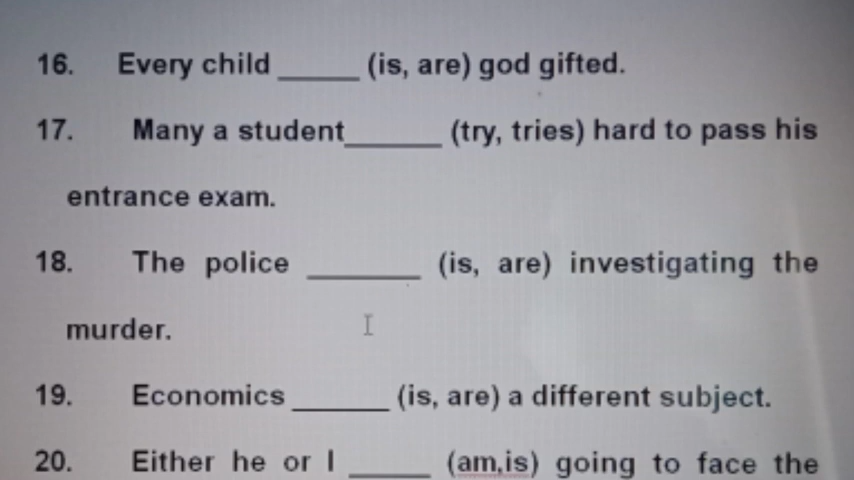 16. Every child _____ (is, are) god gifted.
17. Many a student______ (try, tries) hard to pass his
entrance exam.
18. The police _______ (is, are) investigating the
murder.
19. Economics ______ (is, are) a different subject.
20. Either he or I _____ (am,is) going to face the